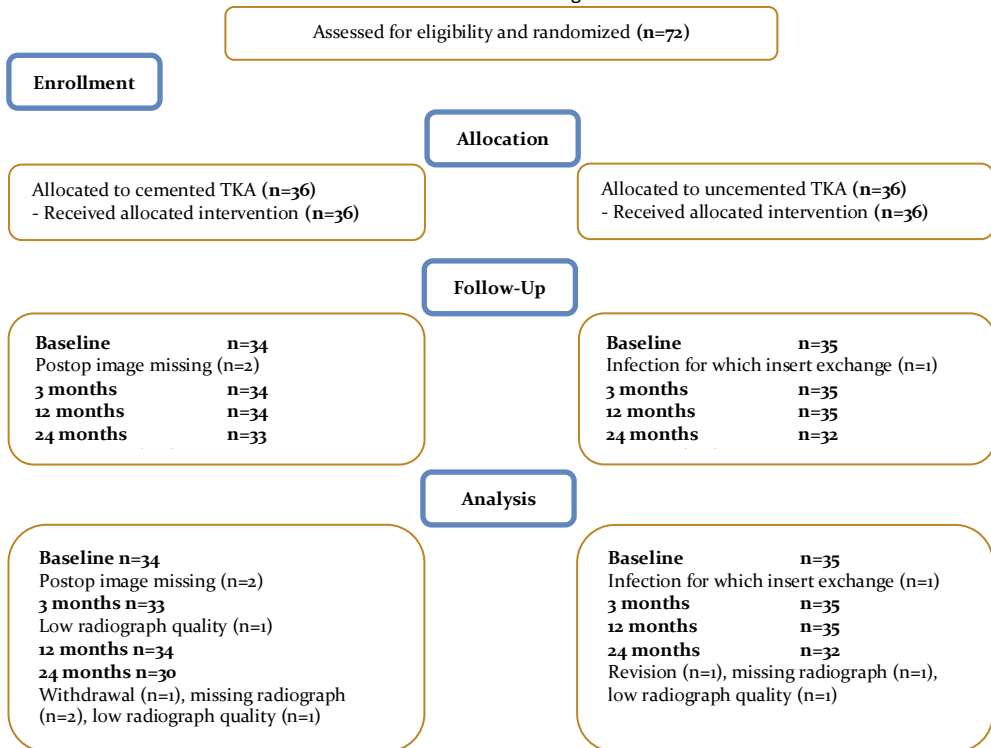 Assessed for eligibility and randomized (n=72)
Enrollment
Allocation
Allocated to cemented TKA (n=36)
- Received allocated intervention (n=36)
Allocated to uncemented TKA (n=36)
- Received allocated intervention (n=36)
Follow-Up
Baseline n=34
Postop image missing (n=2)
3 months n=34
12 months n=34
24 months n=33
Baseline n=35
Infection for which insert exchange (n=1)
3 months n=35
12 months n=35
24 months n=32
Analysis
Baseline n=34
Postop image missing (n=2)
3 months n=33
Low radiograph quality (n=1)
12 months n=34
24 months n=30
Withdrawal (n=1), missing radiograph
(n=2), low radiograph quality (n=1)
Baseline n=35
Infection for which insert exchange (n=1)
3 months n=35
12 months n=35
24 months n=32
Revision (n=1), missing radiograph (n=1),
low radiograph quality (n=1)